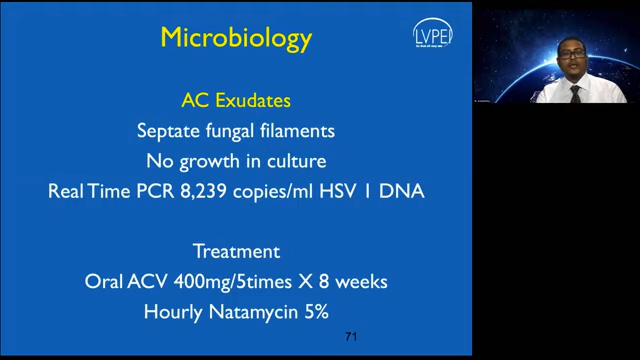 Microbiology
LVPEI
AC Exudates
Septate fungal filaments
No growth in culture
Real Time PCR 8,239 copies/ml HSV 1 DNA
Treatment
Oral ACV 400mg/5times X 8 weeks
Hourly Natamycin 5%
71